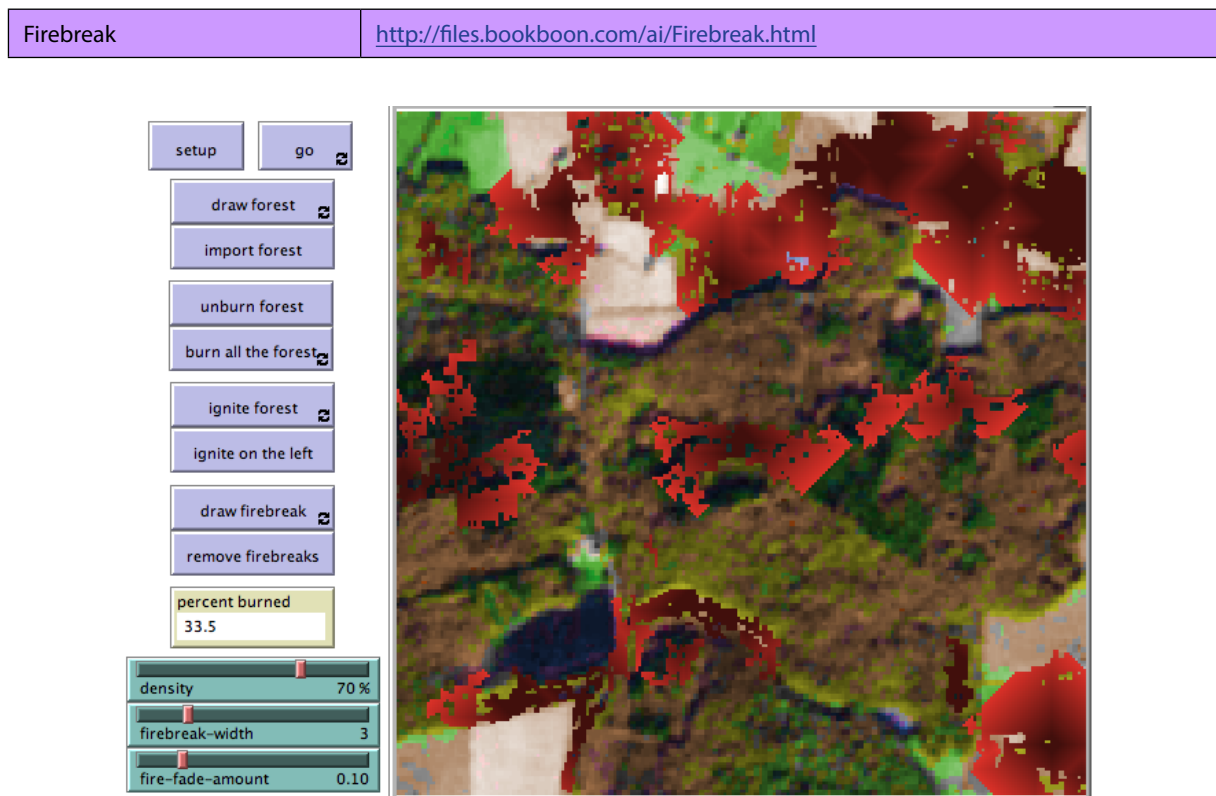 Firebreak http://files.bookboon.com/ai/Firebreak.html
setup go
draw forest
import forest
unburn forest
burn all the forest
ignite forest
ignite on the left
draw firebreak
remove firebreaks
percent burned
33.5
density 70 %
firebreak-width 3
fire-fade-amount 0.10